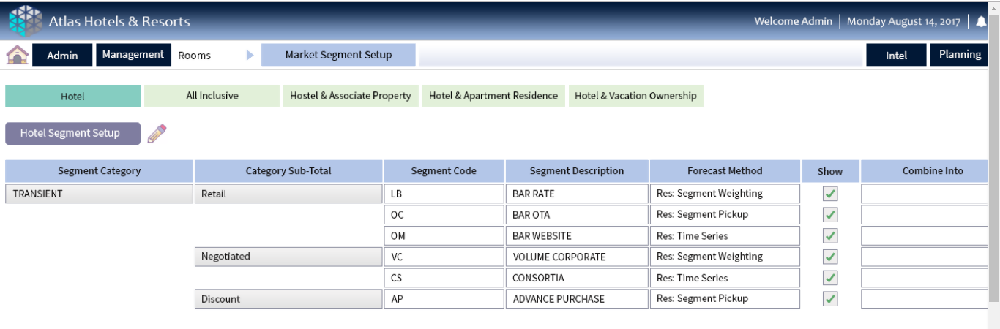 Atlas Hotels & Resorts
Welcome Admin | Monday August 14, 2017 |
Admin Management Rooms Market Segment Setup Intel Planning
Hotel All Inclusive Hostel & Associate Property Hotel & Apartment Residence Hotel & Vacation Ownership
Hotel Segment Setup
Segment Category Category Sub-Total Segment Code Segment Description Forecast Method Show Combine Into
TRANSIENT Retail LB BAR RATE Res: Segment Weighting
OC BAR OTA Res: Segment Pickup
OM BAR WEBSITE Res: Time Series
Negotiated VC VOLUME CORPORATE Res: Segment Weighting
CS CONSORTIA Res: Time Series
Discount AP ADVANCE PURCHASE Res: Segment Pickup